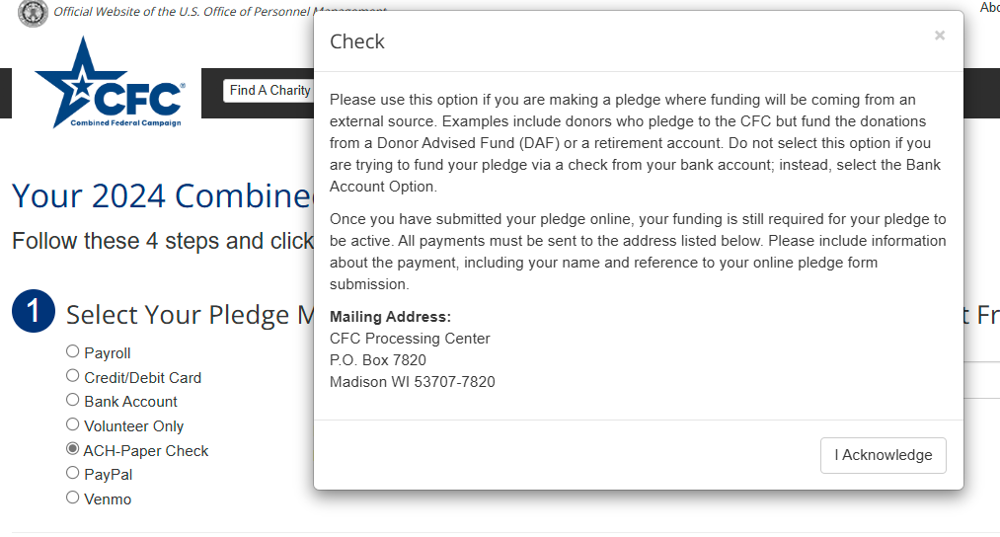 Official Website of the U.S. Office of Personnel Management
Abo
CFC®
Combined Federal Campaign
Find A Charity
Your 2024 Combine
Follow these 4 steps and click
1 Select Your Pledge M
t Fr
Payroll
Credit/Debit Card
Bank Account
Volunteer Only
ACH-Paper Check
PayPal
Venmo
Check
×
Please use this option if you are making a pledge where funding will be coming from an
external source. Examples include donors who pledge to the CFC but fund the donations
from a Donor Advised Fund (DAF) or a retirement account. Do not select this option if you
are trying to fund your pledge via a check from your bank account; instead, select the Bank
Account Option.
Once you have submitted your pledge online, your funding is still required for your pledge to
be active. All payments must be sent to the address listed below. Please include information
about the payment, including your name and reference to your online pledge form
submission.
Mailing Address:
CFC Processing Center
P.O. Box 7820
Madison WI 53707-7820
I Acknowledge